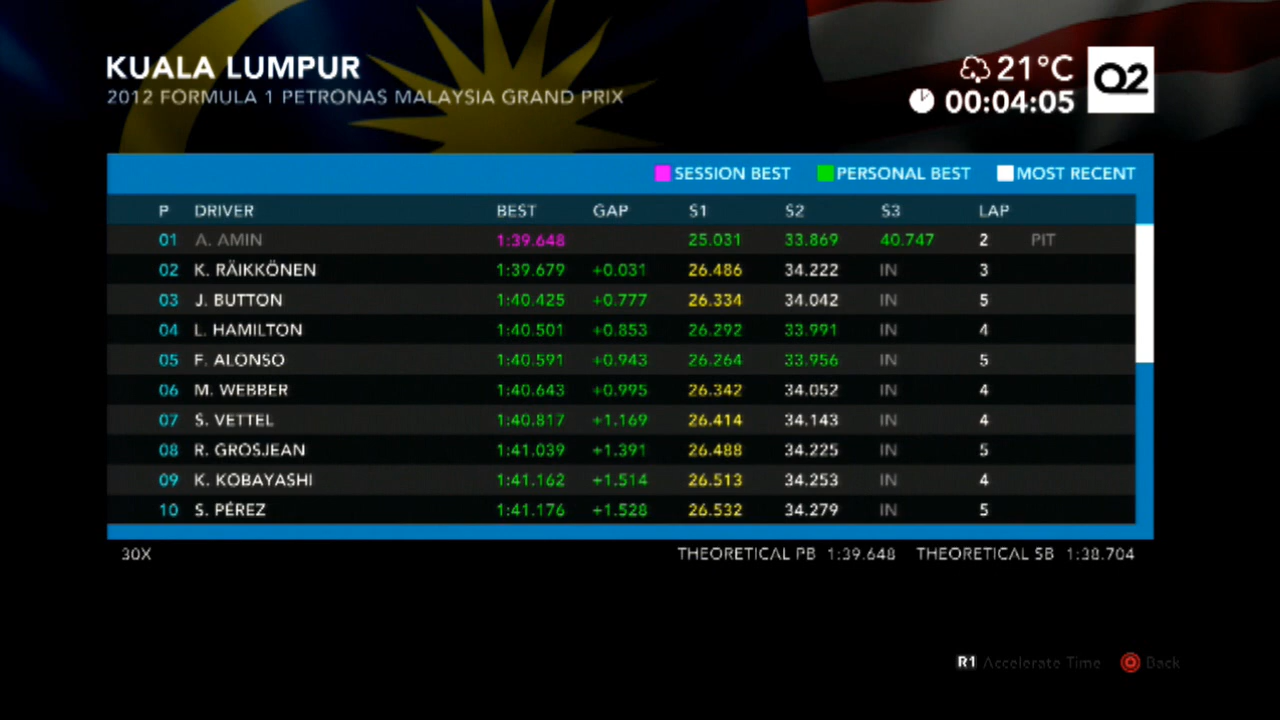 KUALA LUMPUR
2012 FORMULA 1 PETRONAS MALAYSIA GRAND PRIX
21°C
00:04:05
Q2
SESSION BEST PERSONAL BEST MOST RECENT
P DRIVER BEST GAP S1 S2 S3 LAP
01 A. AMIN 1:39.648 25.031 33.869 40.747 2 PIT
02 K. RÄIKKÖNEN 1:39.679 +0.031 26.486 34.222 IN 3
03 J. BUTTON 1:40.425 +0.777 26.334 34.042 IN 5
04 L. HAMILTON 1:40.501 +0.853 26.292 33.991 IN 4
05 F. ALONSO 1:40.591 +0.943 26.264 33.956 IN 5
06 M. WEBBER 1:40.643 +0.995 26.342 34.052 IN 4
07 S. VETTEL 1:40.817 +1.169 26.414 34.143 IN 4
08 R. GROSJEAN 1:41.039 +1.391 26.488 34.225 IN 5
09 K. KOBAYASHI 1:41.162 +1.514 26.513 34.253 IN 4
10 S. PÉREZ 1:41.176 +1.528 26.532 34.279 IN 5
30X THEORETICAL PB 1:39.648 THEORETICAL SB 1:38.704
R1 Accelerate Time Back